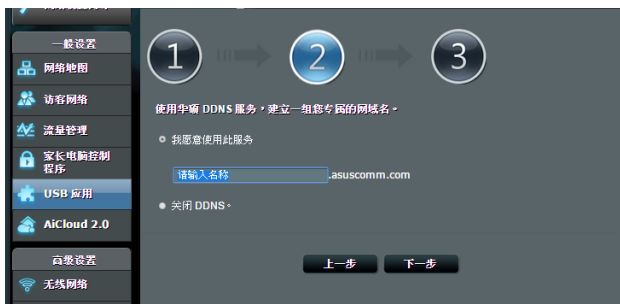 一般设置
网络地图
访客网络
流量管理
家长电脑控制
程序
USB 应用
AiCloud 2.0
高级设置
无线网络
1
2
3
使用华硕 DDNS 服务，建立一组您专属的网域名。
我愿意使用此服务
请输入名称 .asuscomm.com
关闭 DDNS。
上一步 下一步